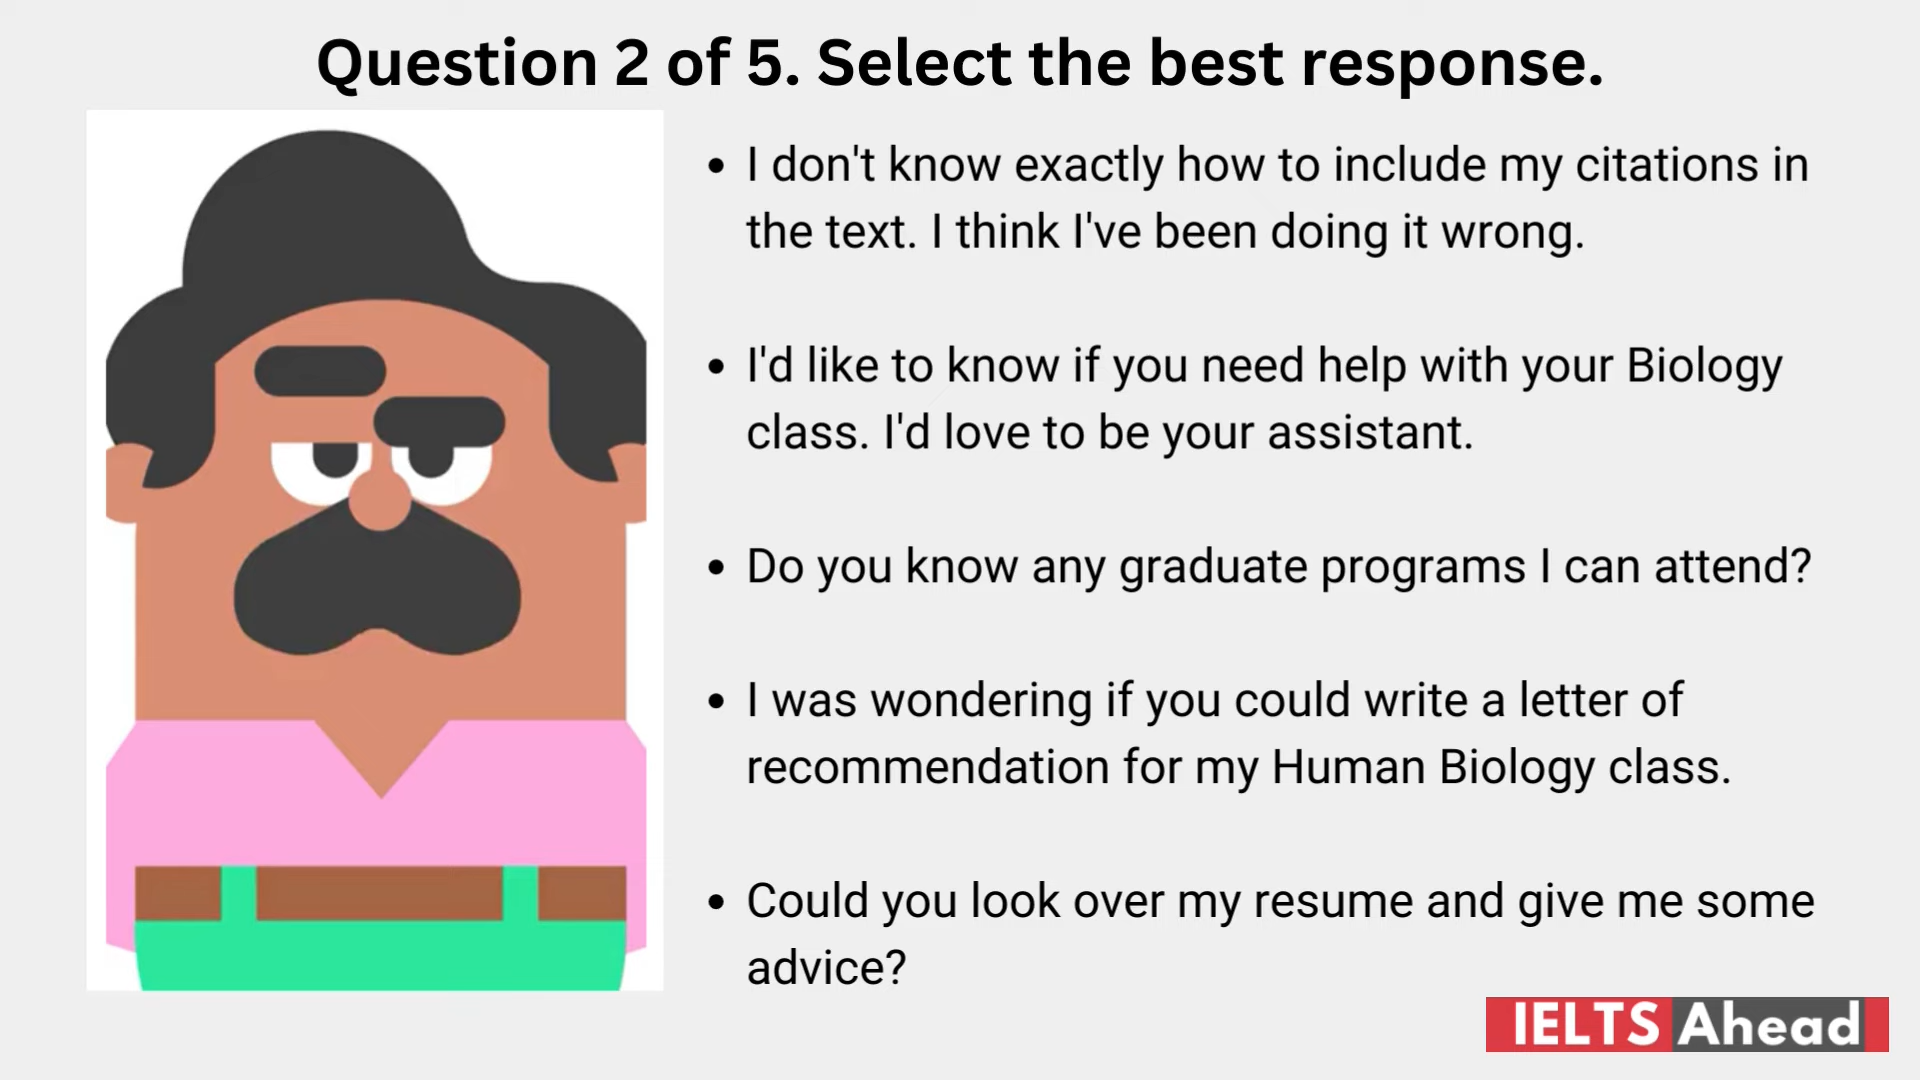 Question 2 of 5. Select the best response.
• I don't know exactly how to include my citations in
the text. I think I've been doing it wrong.
• I'd like to know if you need help with your Biology
class. I'd love to be your assistant.
• Do you know any graduate programs I can attend?
• I was wondering if you could write a letter of
recommendation for my Human Biology class.
• Could you look over my resume and give me some
advice?
IELTS Ahead